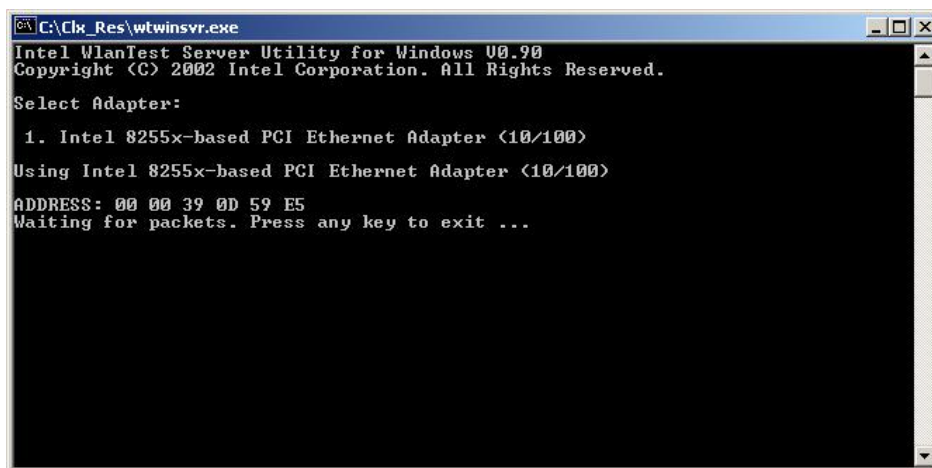 C:\Clx_Res\wtwinsvr.exe
Intel WlanTest Server Utility for Windows V0.90
Copyright (C) 2002 Intel Corporation. All Rights Reserved.
Select Adapter:
1. Intel 8255x-based PCI Ethernet Adapter (10/100)
Using Intel 8255x-based PCI Ethernet Adapter (10/100)
ADDRESS: 00 00 39 0D 59 E5
Waiting for packets. Press any key to exit ...